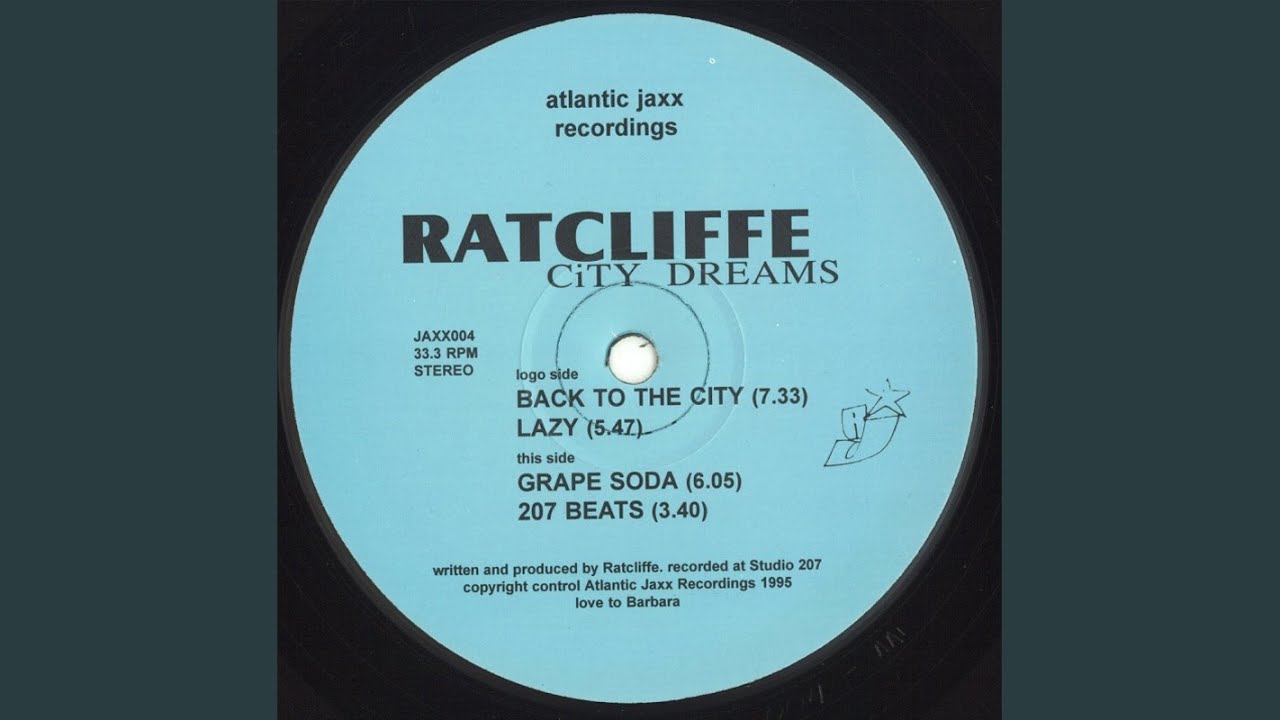 atlantic jaxx
recordings
RATCLIFFE
CiTY DREAMS
JAXX004
33.3 RPM
STEREO
logo side
BACK TO THE CITY (7.33)
LAZY (5.47)
this side
GRAPE SODA (6.05)
207 BEATS (3.40)
written and produced by Ratcliffe. recorded at Studio 207
copyright control Atlantic Jaxx Recordings 1995
love to Barbara